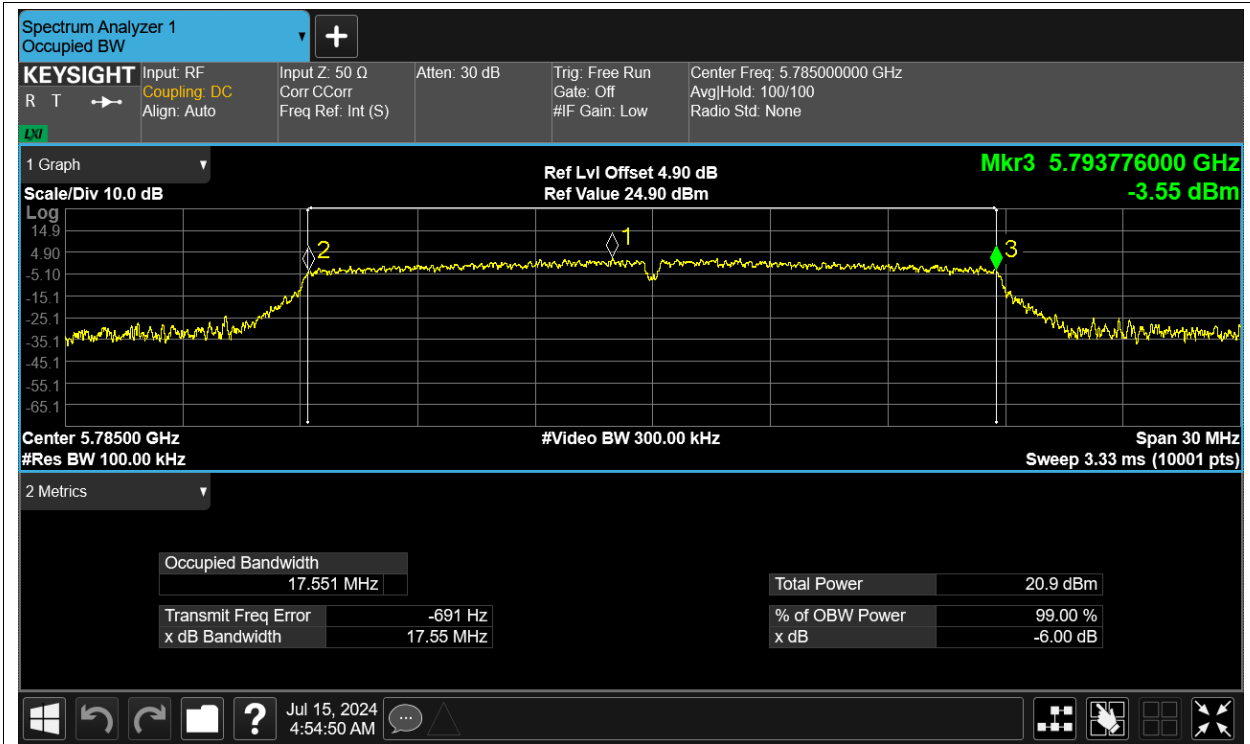 Spectrum Analyzer 1
Occupied BW
KEYSIGHT
R T
LXI
Input: RF
Coupling: DC
Align: Auto
Input Z: 50 Ω
Corr CCorr
Freq Ref: Int (S)
Atten: 30 dB
Trig: Free Run
Gate: Off
#IF Gain: Low
Center Freq: 5.785000000 GHz
Avg|Hold: 100/100
Radio Std: None
1 Graph
Scale/Div 10.0 dB
Ref Lvl Offset 4.90 dB
Ref Value 24.90 dBm
Mkr3 5.793776000 GHz
-3.55 dBm
Log
14.9
4.90
-5.10
-15.1
-25.1
-35.1
-45.1
-55.1
-65.1
2
1
3
Center 5.78500 GHz
#Video BW 300.00 kHz
Span 30 MHz
#Res BW 100.00 kHz
Sweep 3.33 ms (10001 pts)
2 Metrics
Occupied Bandwidth
17.551 MHz
Total Power 20.9 dBm
Transmit Freq Error -691 Hz
% of OBW Power 99.00 %
x dB Bandwidth 17.55 MHz
x dB -6.00 dB
?
Jul 15, 2024
4:54:50 AM